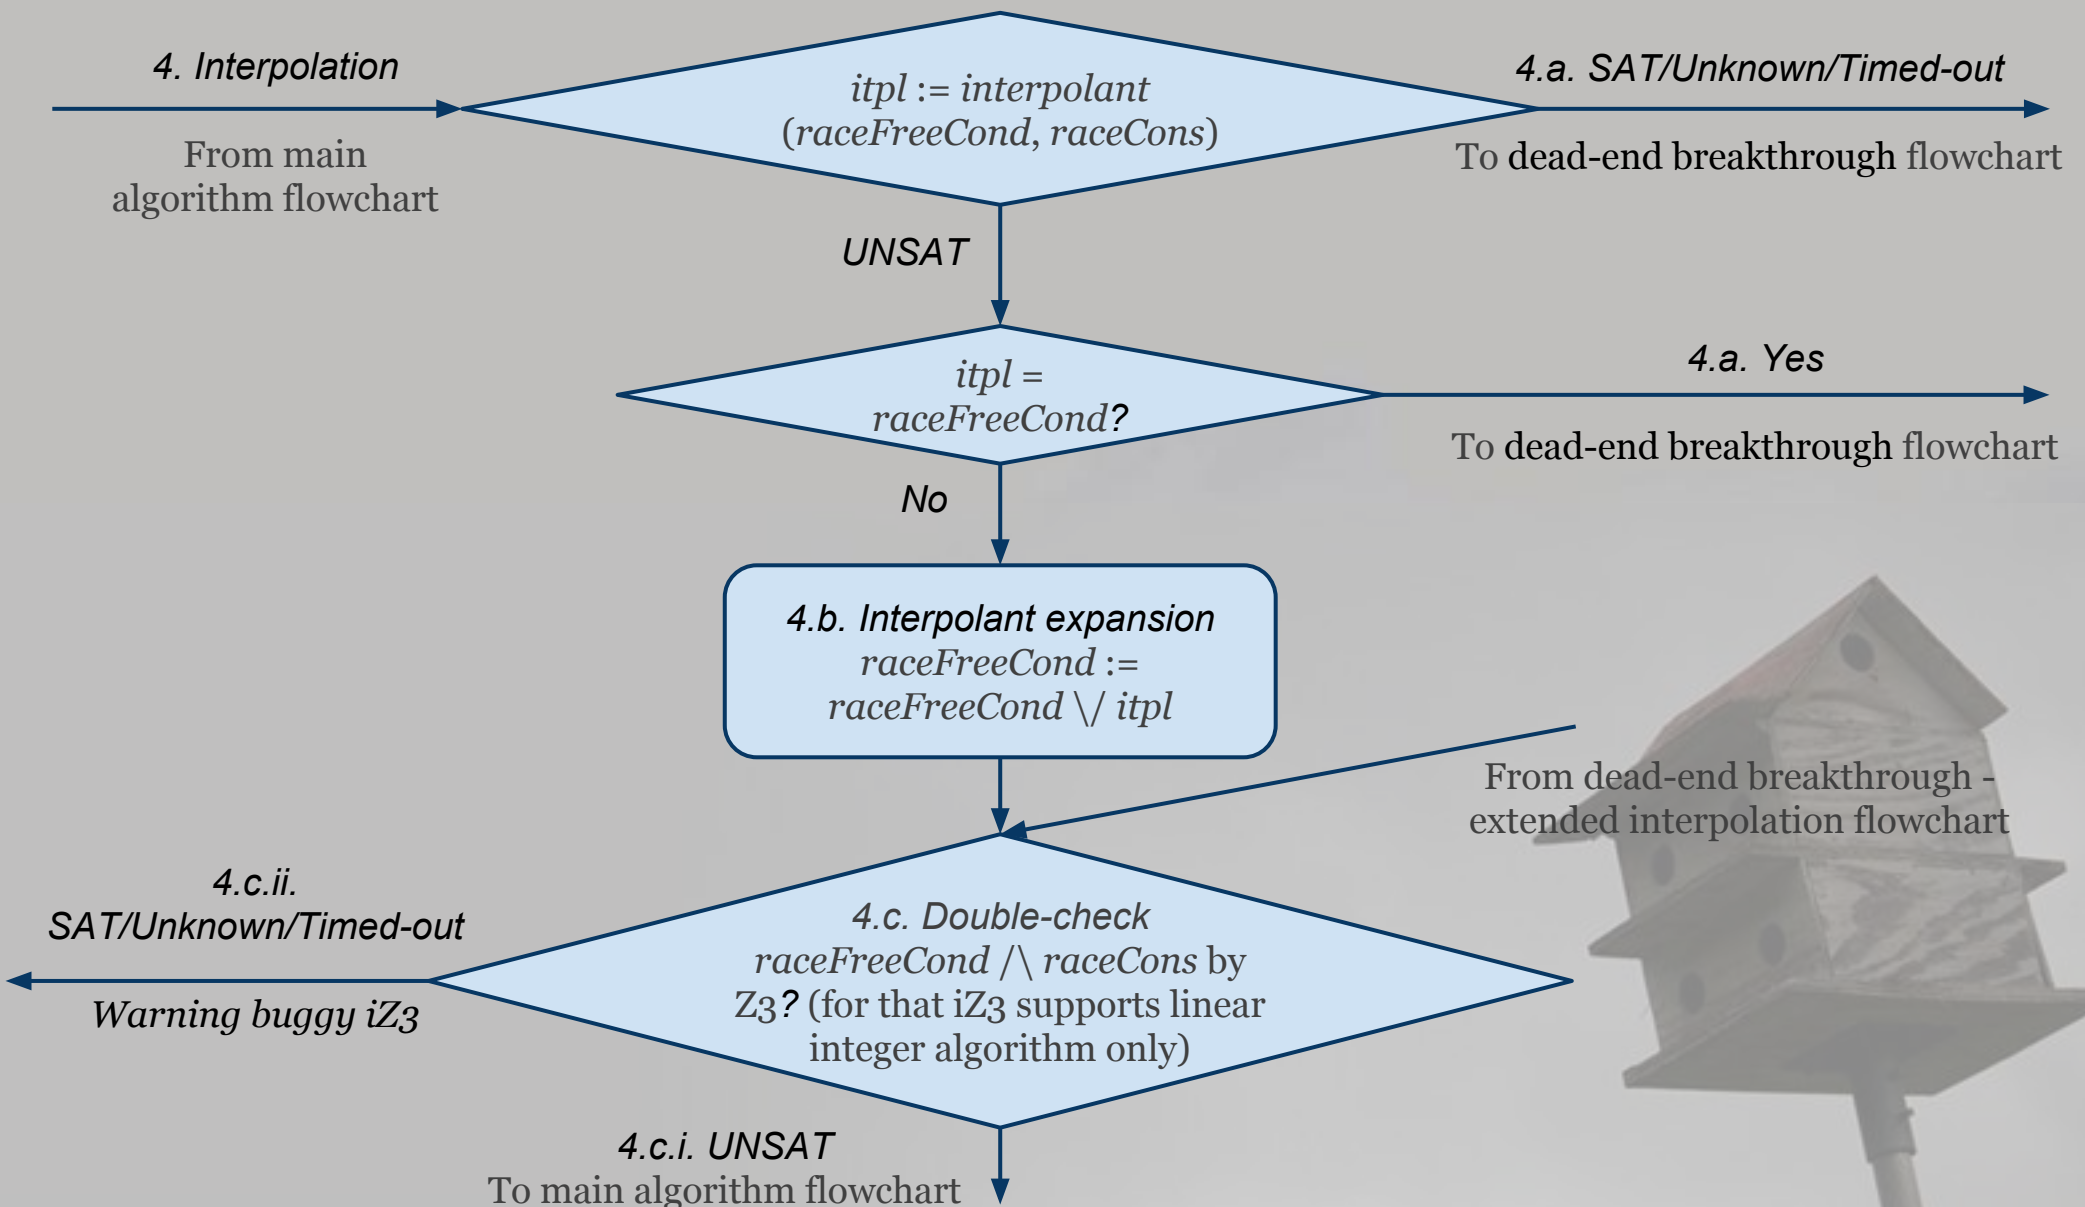 4. Interpolation
From main
algorithm flowchart
itpl := interpolant
(raceFreeCond, raceCons)
4.a. SAT/Unknown/Timed-out
To dead-end breakthrough flowchart
UNSAT
itpl =
raceFreeCond?
4.a. Yes
To dead-end breakthrough flowchart
No
4.b. Interpolant expansion
raceFreeCond :=
raceFreeCond \/ itpl
From dead-end breakthrough -
extended interpolation flowchart
4.c.ii.
SAT/Unknown/Timed-out
Warning buggy iZ3
4.c. Double-check
raceFreeCond /\ raceCons by
Z3? (for that iZ3 supports linear
integer algorithm only)
4.c.i. UNSAT
To main algorithm flowchart